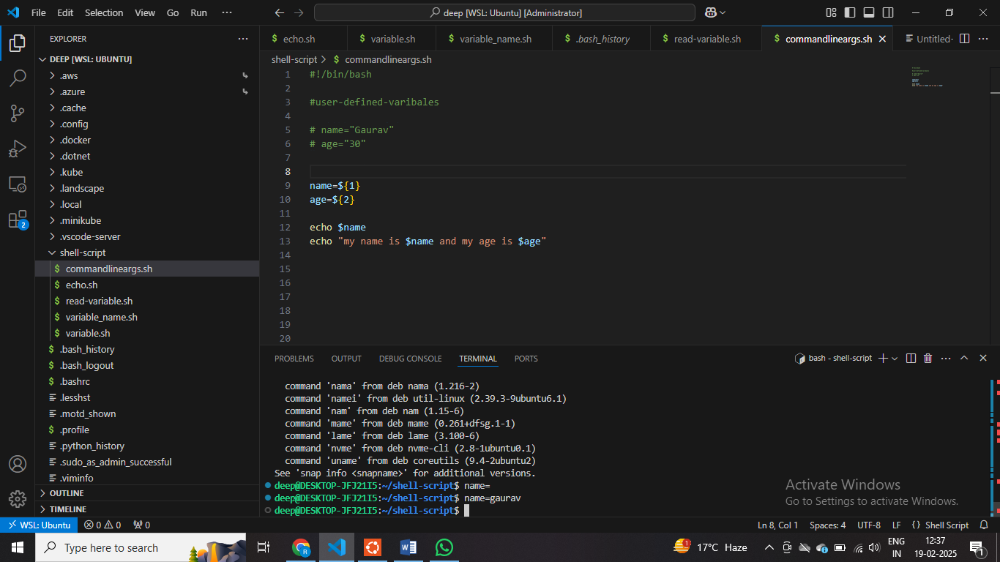 File Edit Selection View Go Run ···
deep [WSL: Ubuntu] [Administrator]
EXPLORER ···
echo.sh
variable.sh
variable_name.sh
.bash_history
read-variable.sh
commandlineargs.sh
Untitled-
DEEP [WSL: UBUNTU]
.aws
.azure
.cache
.config
.docker
.dotnet
.kube
.landscape
.local
.minikube
.vscode-server
shell-script
commandlineargs.sh
echo.sh
read-variable.sh
variable_name.sh
variable.sh
.bash_history
.bash_logout
.bashrc
.lesshst
.motd_shown
.profile
.python_history
.sudo_as_admin_successful
.viminfo
OUTLINE
TIMELINE
2
shell-script > $ commandlineargs.sh
1 #!/bin/bash
2
3 #user-defined-varibales
4
5 # name="Gaurav"
6 # age="30"
7
8
9 name=${1}
10 age=${2}
11
12 echo $name
13 echo "my name is $name and my age is $age"
14
15
16
17
18
19
20
PROBLEMS OUTPUT DEBUG CONSOLE TERMINAL PORTS
bash - shell-script
command 'nama' from deb nama (1.216-2)
command 'namei' from deb util-linux (2.39.3-9ubuntu6.1)
command 'nam' from deb nam (1.15-6)
command 'mame' from deb mame (0.261+dfsg.1-1)
command 'lame' from deb lame (3.100-6)
command 'nvme' from deb nvme-cli (2.8-1ubuntu0.1)
command 'uname' from deb coreutils (9.4-2ubuntu2)
See 'snap info <snapname>' for additional versions.
deep@DESKTOP-JFJ21I5:~/shell-script$ name=
deep@DESKTOP-JFJ21I5:~/shell-script$ name=gaurav
deep@DESKTOP-JFJ21I5:~/shell-script$
Activate Windows
Go to Settings to activate Windows.
WSL: Ubuntu 0 0 0
Ln 8, Col 1 Spaces: 4 UTF-8 LF {} Shell Script
Type here to search
17°C Haze
ENG
IN
12:37
19-02-2025
1